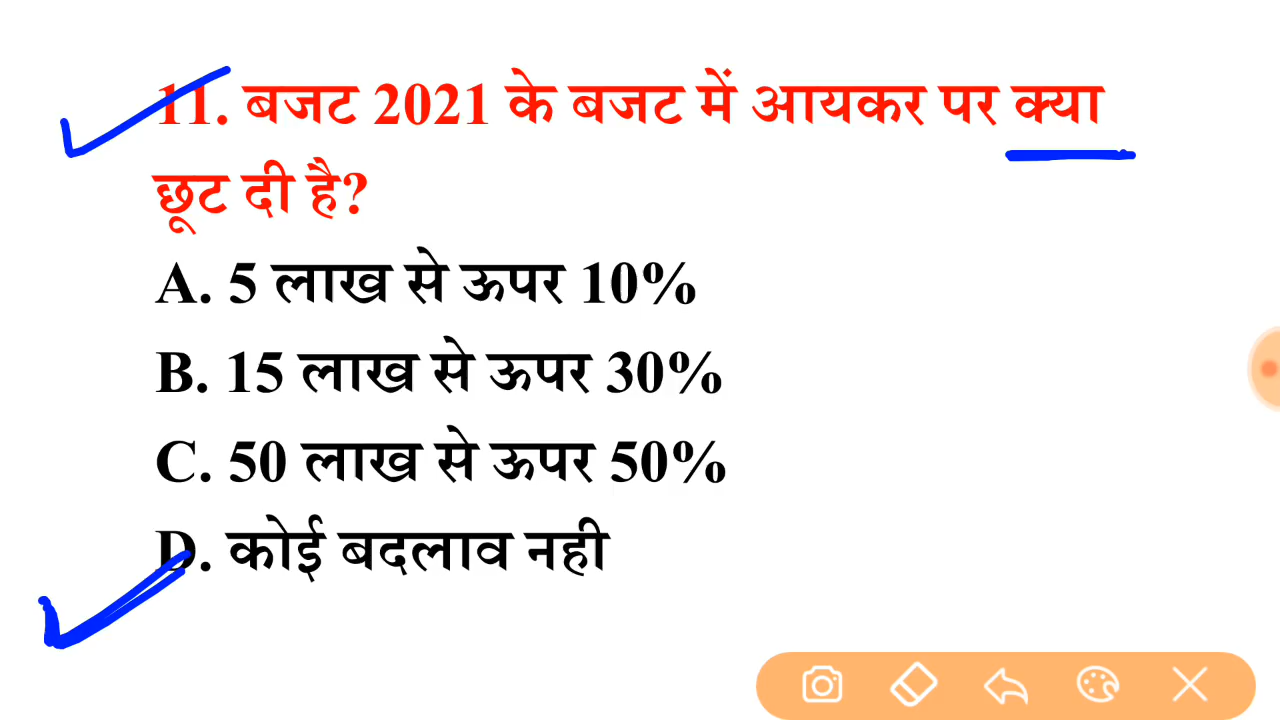 11. बजट 2021 के बजट में आयकर पर क्या
छूट दी है?
A. 5 लाख से ऊपर 10%
B. 15 लाख से ऊपर 30%
C. 50 लाख से ऊपर 50%
D. कोई बदलाव नही